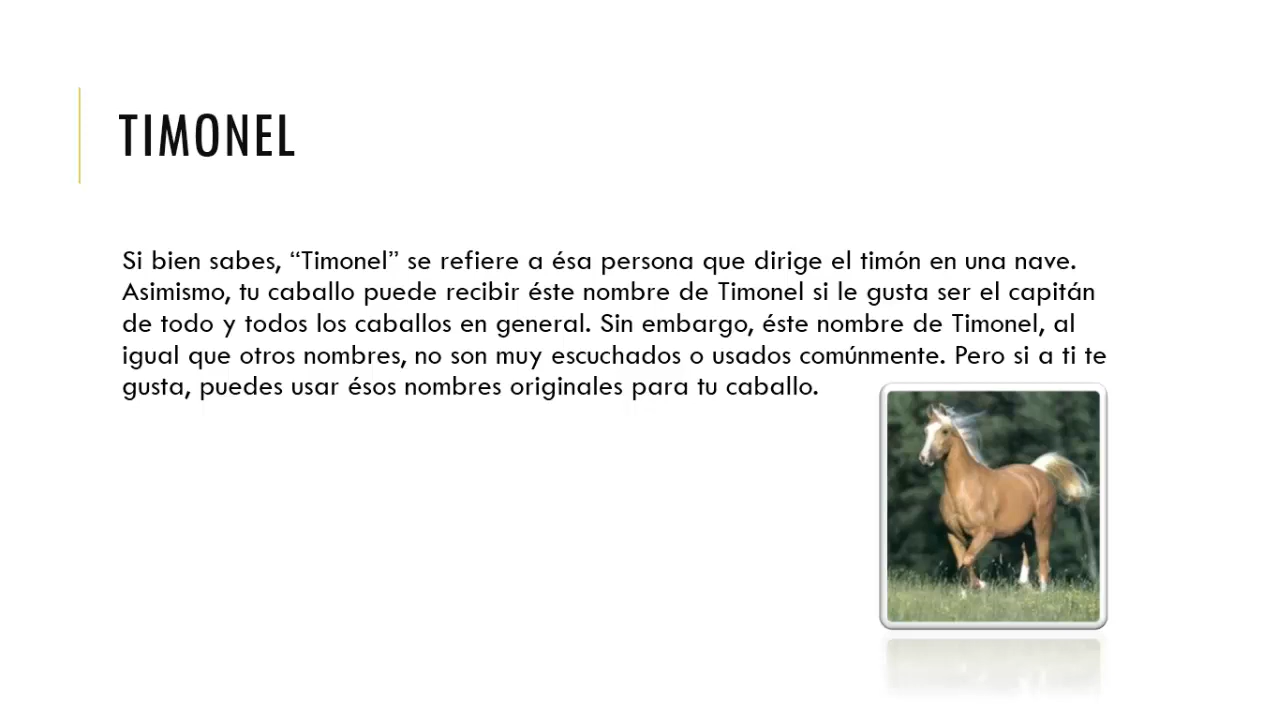 TIMONEL
Si bien sabes, “Timonel” se refiere a ésa persona que dirige el timón en una nave.
Asimismo, tu caballo puede recibir éste nombre de Timonel si le gusta ser el capitán
de todo y todos los caballos en general. Sin embargo, éste nombre de Timonel, al
igual que otros nombres, no son muy escuchados o usados comúnmente. Pero si a ti te
gusta, puedes usar ésos nombres originales para tu caballo.